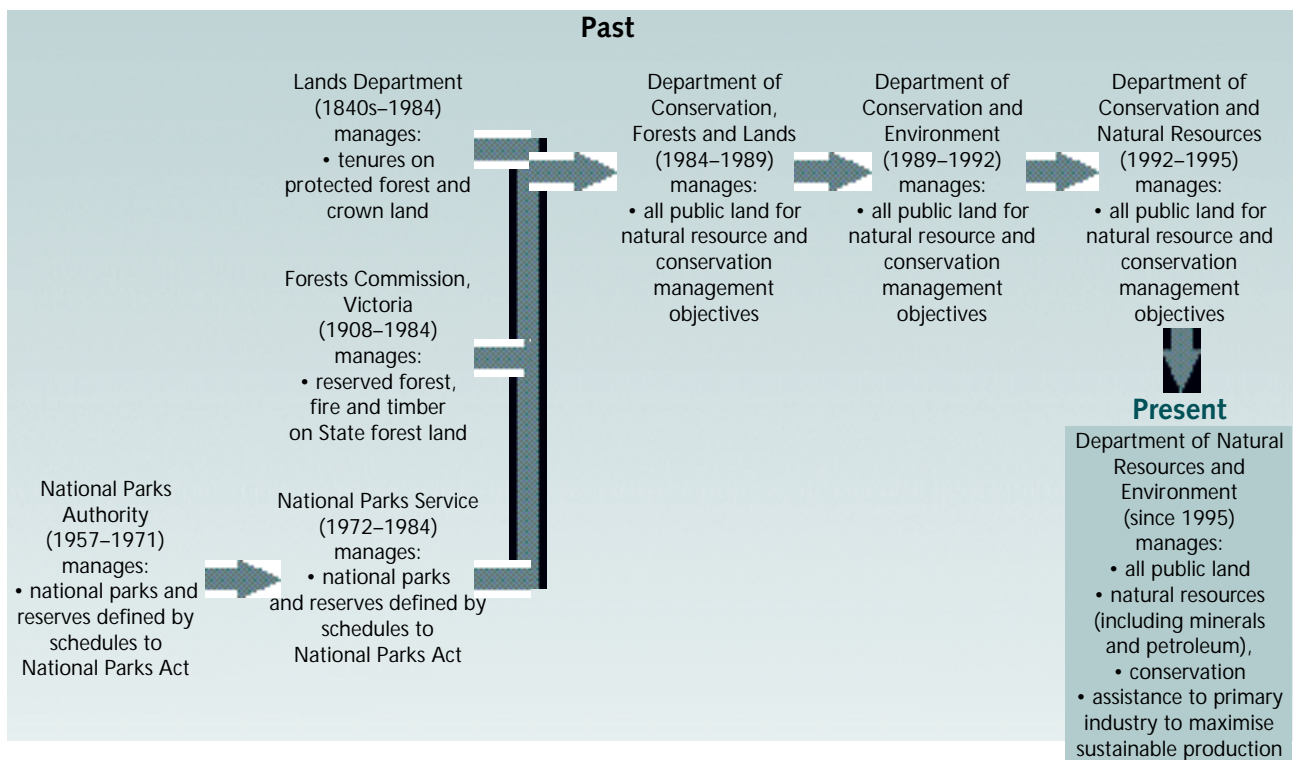 Past
Lands Department
(1840s–1984)
manages:
• tenures on
protected forest and
crown land
Forests Commission,
Victoria
(1908–1984)
manages:
• reserved forest,
fire and timber
on State forest land
National Parks
Authority
(1957–1971)
manages:
• national parks and
reserves defined by
schedules to
National Parks Act
National Parks Service
(1972–1984)
manages:
• national parks
and reserves defined by
schedules to
National Parks Act
Department of
Conservation,
Forests and Lands
(1984–1989)
manages:
• all public land for
natural resource and
conservation
management
objectives
Department of
Conservation and
Environment
(1989–1992)
manages:
• all public land for
natural resource and
conservation
management
objectives
Department of
Conservation and
Natural Resources
(1992–1995)
manages:
• all public land for
natural resource and
conservation
management
objectives
Present
Department of Natural
Resources and
Environment
(since 1995)
manages:
• all public land
• natural resources
(including minerals
and petroleum),
• conservation
• assistance to primary
industry to maximise
sustainable production